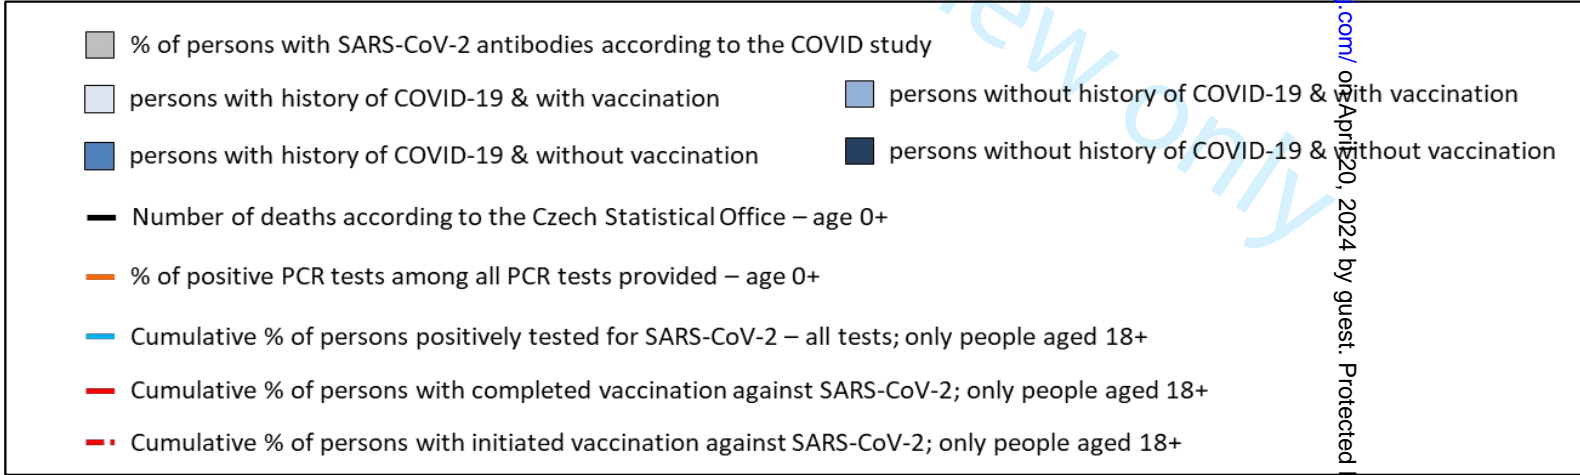 % of persons with SARS-CoV-2 antibodies according to the COVID study
persons with history of COVID-19 & with vaccination
persons without history of COVID-19 & with vaccination
persons with history of COVID-19 & without vaccination
persons without history of COVID-19 & without vaccination
Number of deaths according to the Czech Statistical Office – age 0+
% of positive PCR tests among all PCR tests provided – age 0+
Cumulative % of persons positively tested for SARS-CoV-2 – all tests; only people aged 18+
Cumulative % of persons with completed vaccination against SARS-CoV-2; only people aged 18+
Cumulative % of persons with initiated vaccination against SARS-CoV-2; only people aged 18+
.com/ on April 20, 2024 by guest. Protected
only